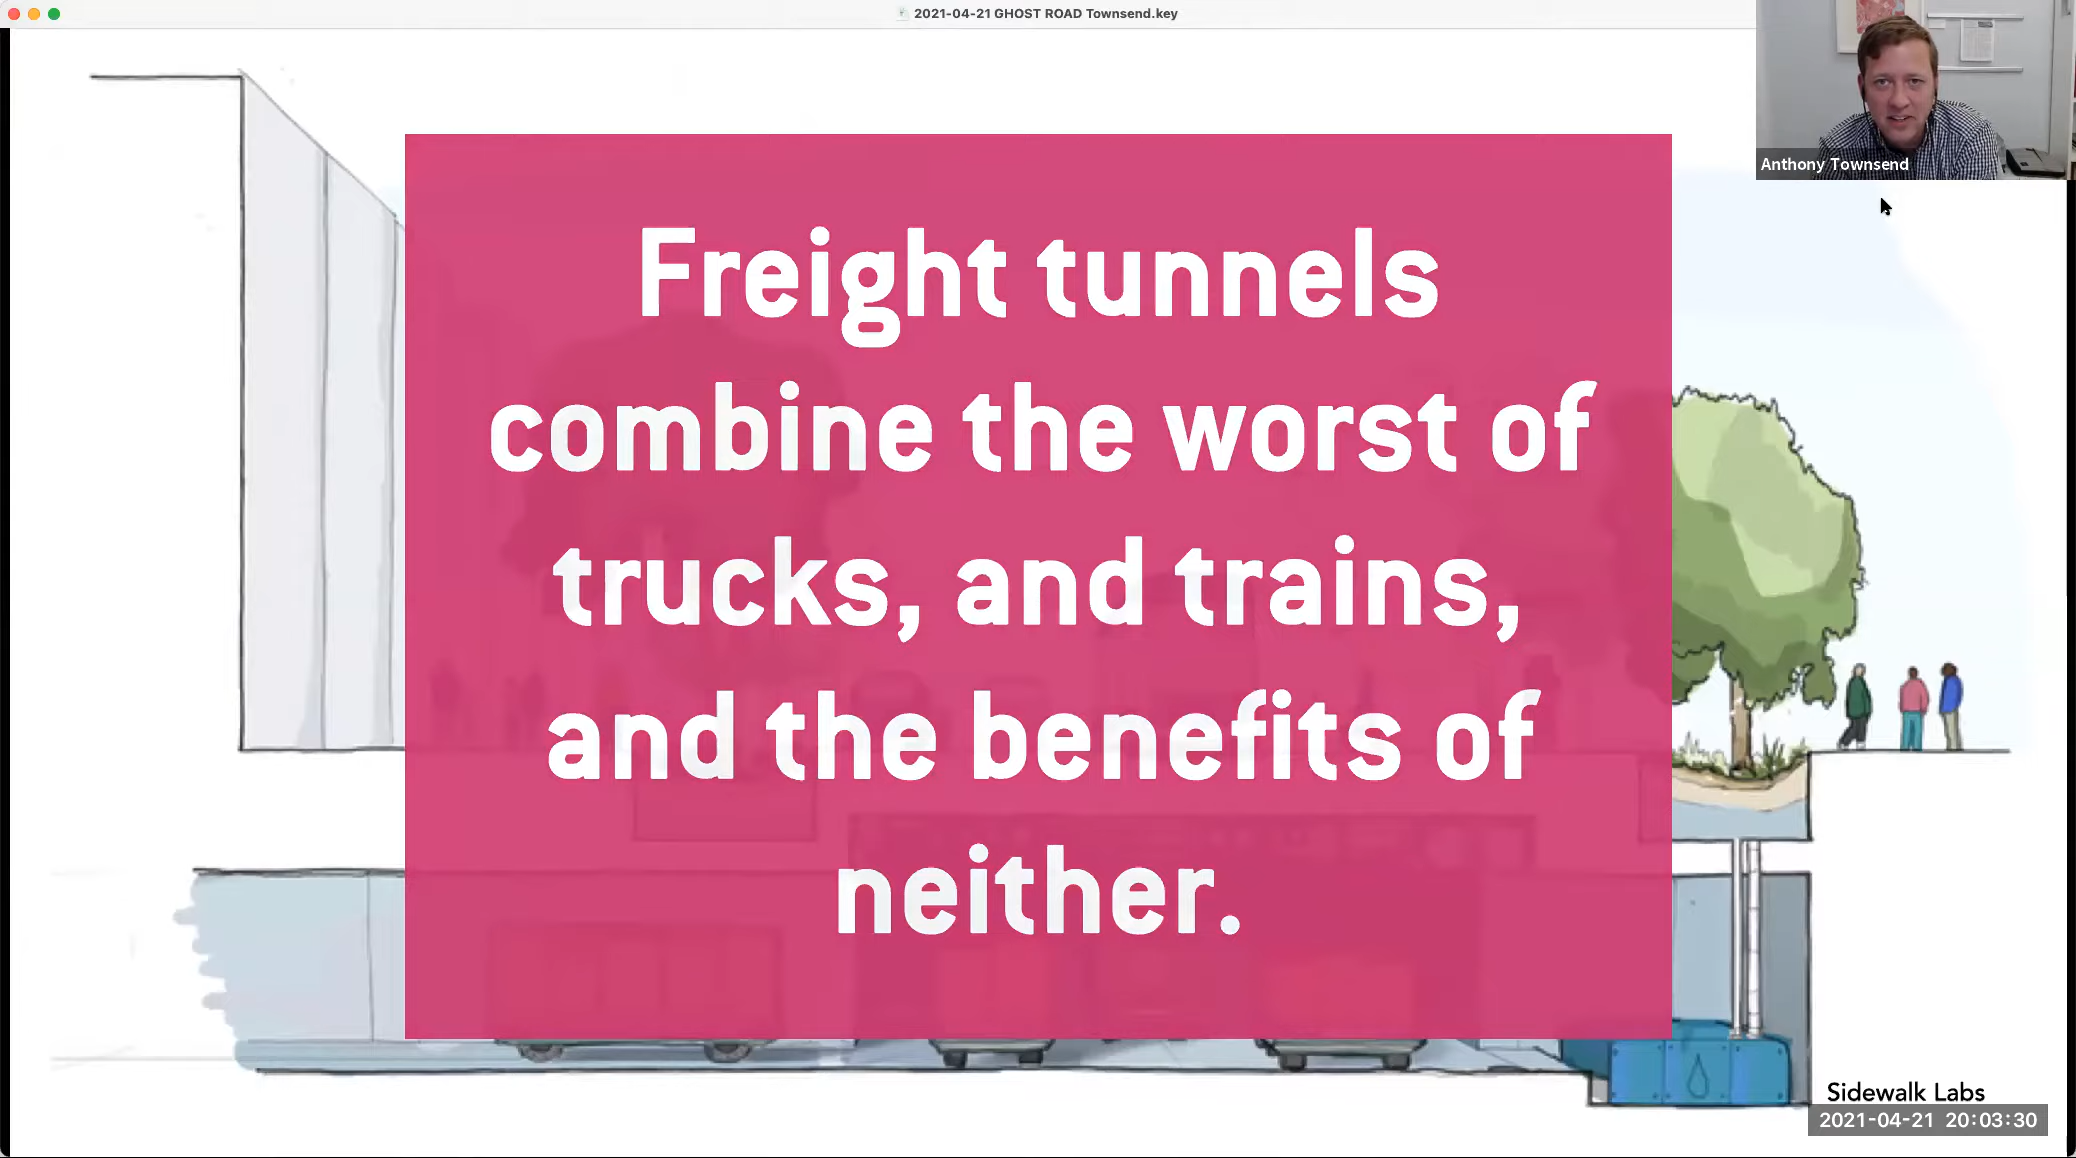 2021-04-21 GHOST ROAD Townsend.key
Anthony Townsend
Freight tunnels
combine the worst of
trucks, and trains,
and the benefits of
neither.
Sidewalk Labs
2021-04-21 20:03:30